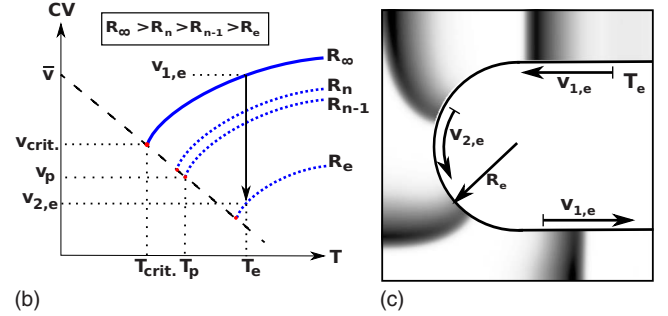 CV
R∞ > Rn > Rn-1 > Re
v̄
v1,e
R∞
Rn
Rn-1
vcrit.
vp
Re
v2,e
Tcrit. Tp Te T
(b)
v1,e
Te
v2,e
Re
v1,e
(c)